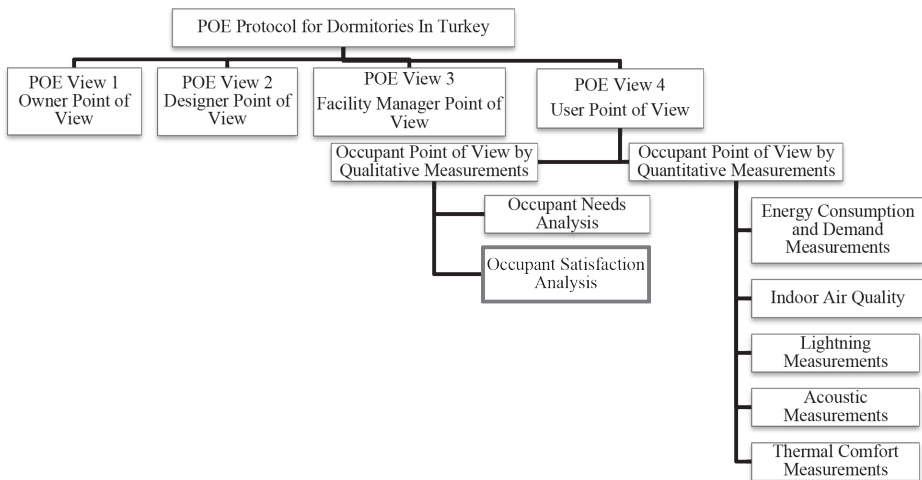 POE Protocol for Dormitories In Turkey
POE View 1
Owner Point of
View
POE View 2
Designer Point of
View
POE View 3
Facility Manager Point of
View
POE View 4
User Point of View
Occupant Point of View by
Qualitative Measurements
Occupant Point of View by
Quantitative Measurements
Occupant Needs
Analysis
Occupant Satisfaction
Analysis
Energy Consumption
and Demand
Measurements
Indoor Air Quality
Lightning
Measurements
Acoustic
Measurements
Thermal Comfort
Measurements